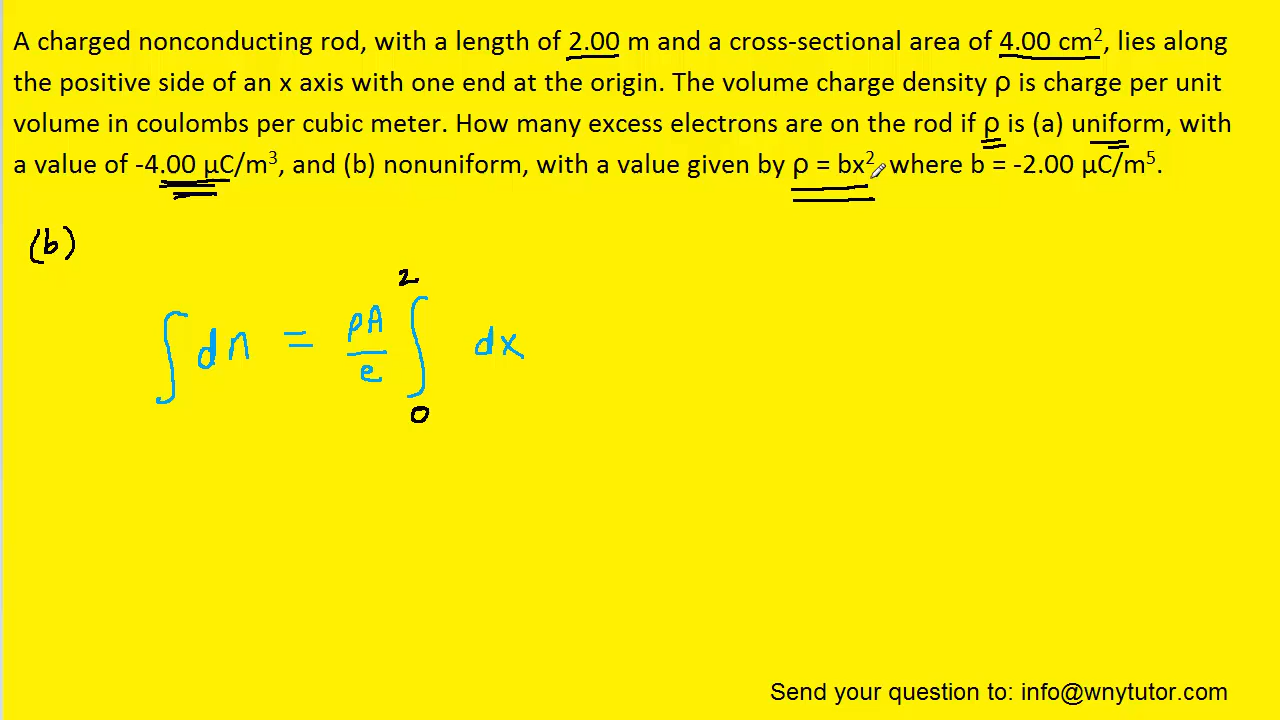 A charged nonconducting rod, with a length of 2.00 m and a cross-sectional area of 4.00 cm², lies along
the positive side of an x axis with one end at the origin. The volume charge density ρ is charge per unit
volume in coulombs per cubic meter. How many excess electrons are on the rod if ρ is (a) uniform, with
a value of -4.00 µC/m³, and (b) nonuniform, with a value given by ρ = bx² where b = -2.00 µC/m⁵.
(b)
∫ dn = ρA/e ∫₀² dx
Send your question to: info@wnytutor.com